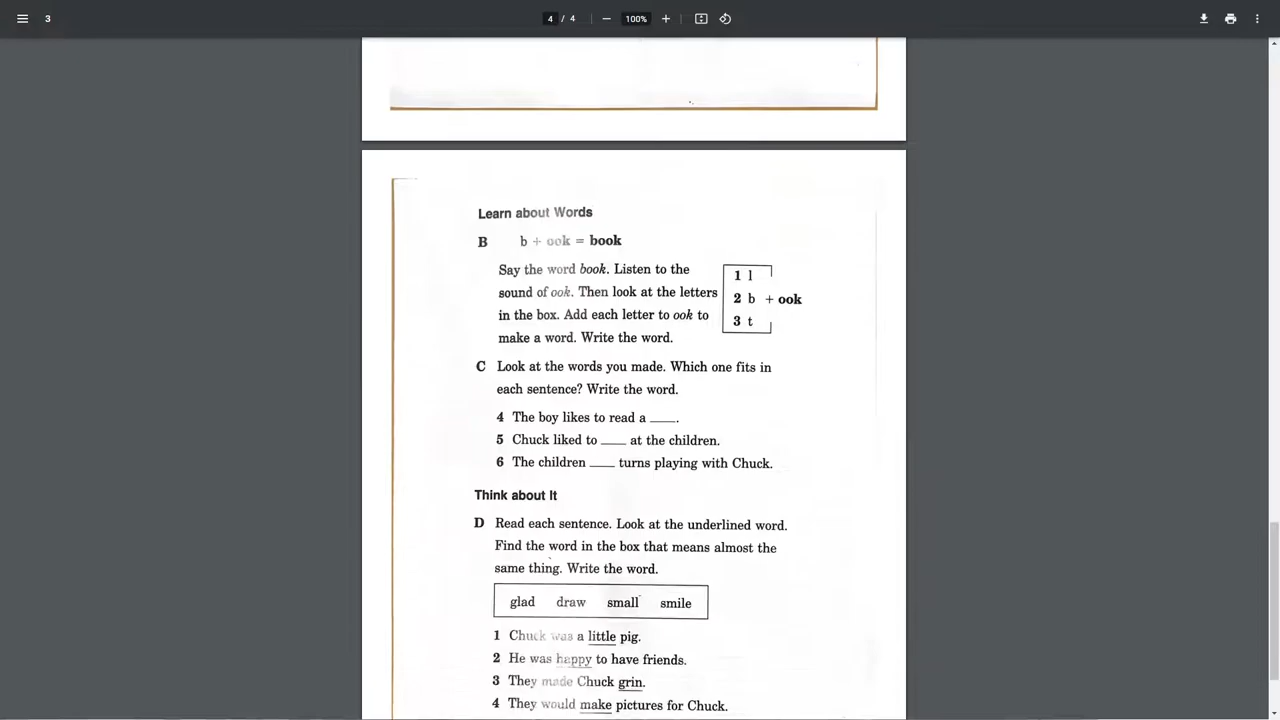 3
4 / 4
100%
Learn about Words
B b + ook = book
Say the word book. Listen to the
sound of ook. Then look at the letters
in the box. Add each letter to ook to
make a word. Write the word.
1 l
2 b + ook
3 t
C Look at the words you made. Which one fits in
each sentence? Write the word.
4 The boy likes to read a ____.
5 Chuck liked to ____ at the children.
6 The children ____ turns playing with Chuck.
Think about It
D Read each sentence. Look at the underlined word.
Find the word in the box that means almost the
same thing. Write the word.
glad draw small smile
1 Chuck was a little pig.
2 He was happy to have friends.
3 They made Chuck grin.
4 They would make pictures for Chuck.